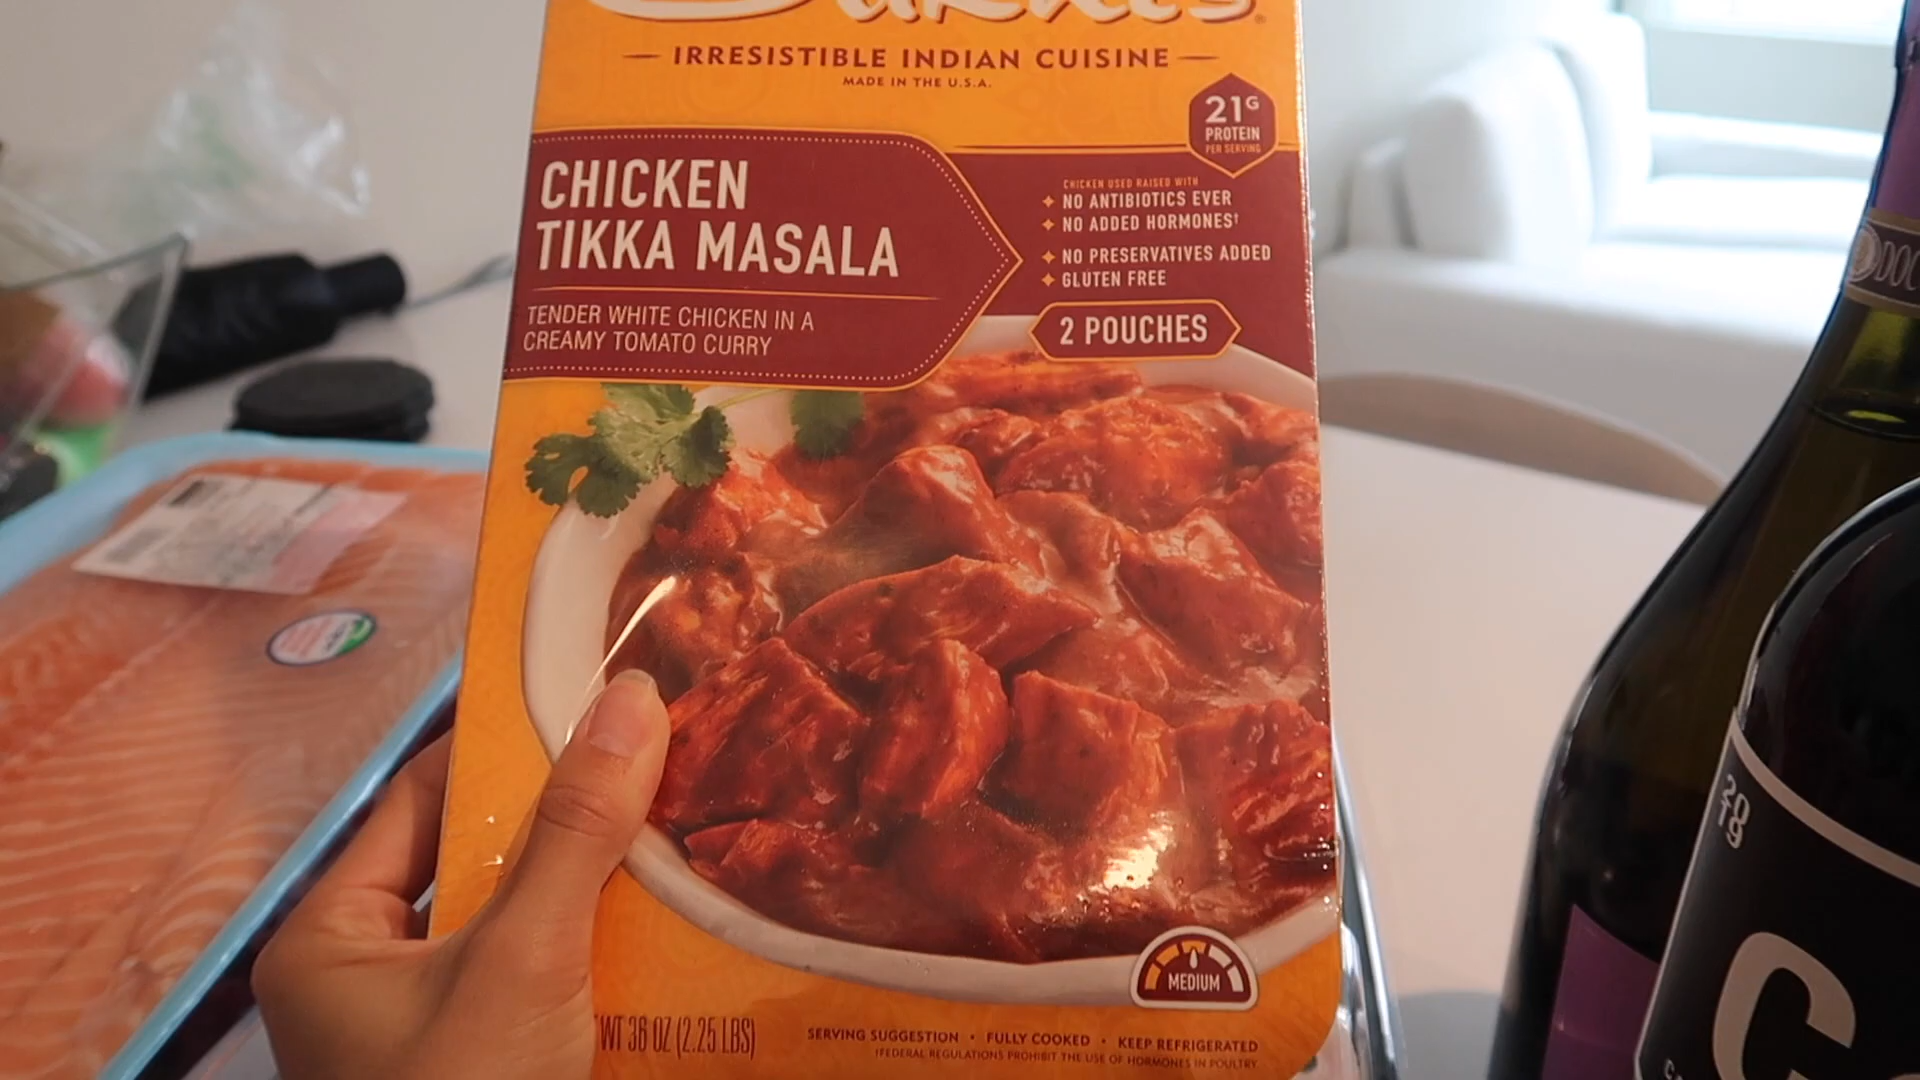 IRRESISTIBLE INDIAN CUISINE
MADE IN THE U.S.A.
21G
PROTEIN
PER SERVING
CHICKEN
TIKKA MASALA
TENDER WHITE CHICKEN IN A
CREAMY TOMATO CURRY
CHICKEN USED RAISED WITH
NO ANTIBIOTICS EVER
NO ADDED HORMONES†
NO PRESERVATIVES ADDED
GLUTEN FREE
2 POUCHES
MEDIUM
WT 36 OZ (2.25 LBS)
SERVING SUGGESTION • FULLY COOKED • KEEP REFRIGERATED
†FEDERAL REGULATIONS PROHIBIT THE USE OF HORMONES IN POULTRY
DOC